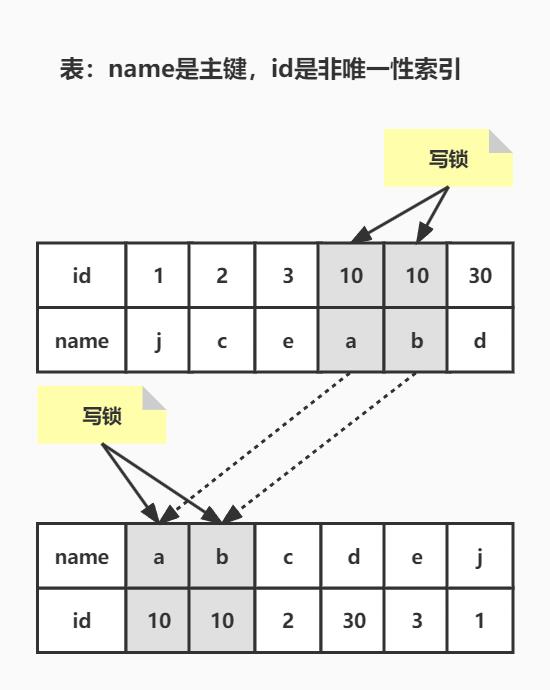 表：name是主键，id是非唯一性索引
写锁
id 1 2 3 10 10 30
name j c e a b d
写锁
name a b c d e j
id 10 10 2 30 3 1